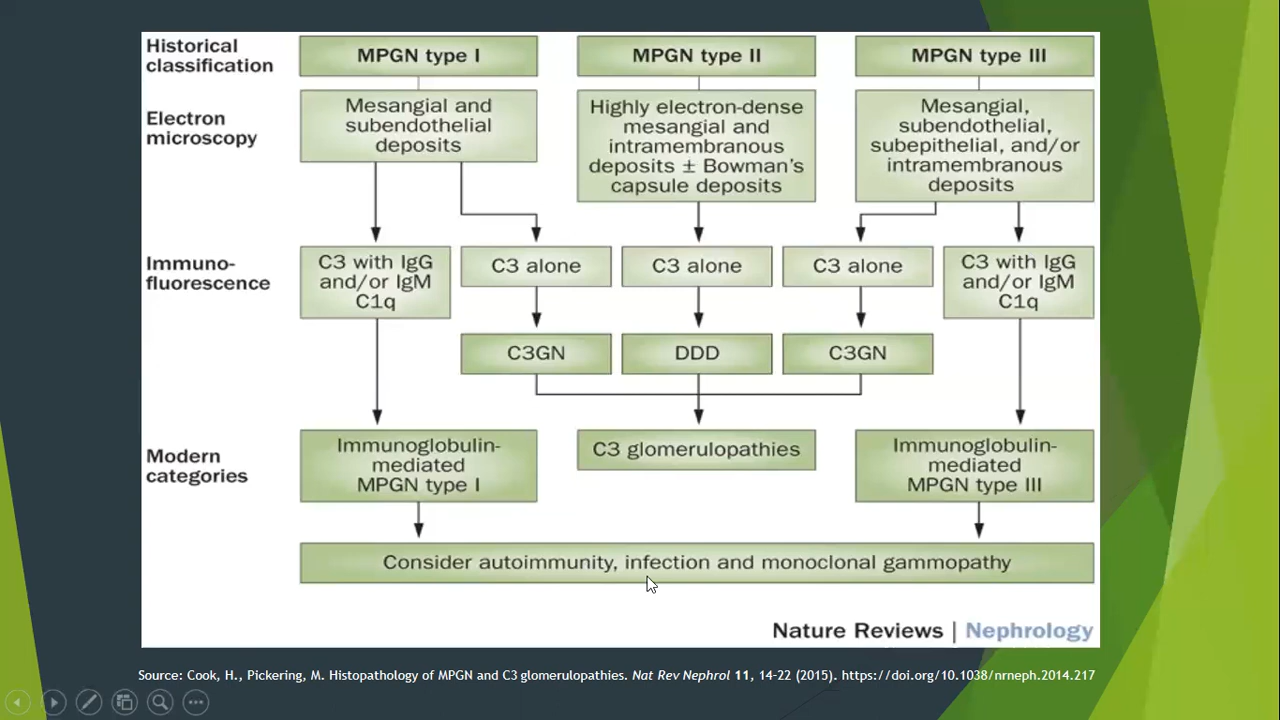 Historical
classification
MPGN type I
MPGN type II
MPGN type III
Electron
microscopy
Mesangial and
subendothelial
deposits
Highly electron-dense
mesangial and
intramembranous
deposits ± Bowman's
capsule deposits
Mesangial,
subendothelial,
subepithelial, and/or
intramembranous
deposits
Immuno-
fluorescence
C3 with IgG
and/or IgM
C1q
C3 alone
C3 alone
C3 alone
C3 with IgG
and/or IgM
C1q
C3GN
DDD
C3GN
Modern
categories
Immunoglobulin-
mediated
MPGN type I
C3 glomerulopathies
Immunoglobulin-
mediated
MPGN type III
Consider autoimmunity, infection and monoclonal gammopathy
Nature Reviews | Nephrology
Source: Cook, H., Pickering, M. Histopathology of MPGN and C3 glomerulopathies. Nat Rev Nephrol 11, 14-22 (2015). https://doi.org/10.1038/nrneph.2014.217